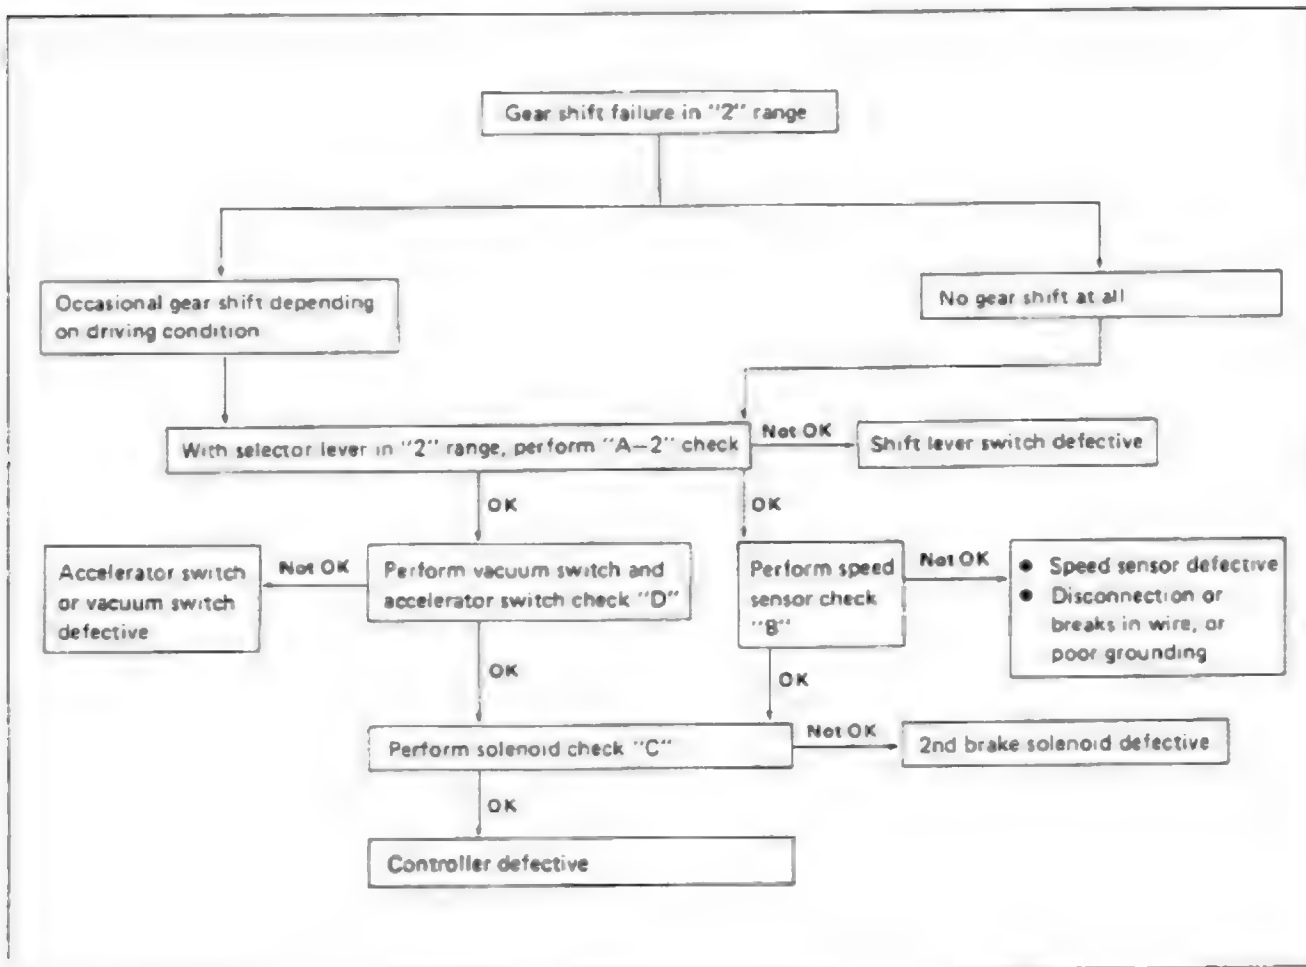 Gear shift failure in "2" range
Occasional gear shift depending
on driving condition
No gear shift at all
With selector lever in "2" range, perform "A-2" check
Not OK
Shift lever switch defective
OK
OK
Accelerator switch
or vacuum switch
defective
Not OK
Perform vacuum switch and
accelerator switch check "D"
Perform speed
sensor check
"B"
Not OK
● Speed sensor defective
● Disconnection or
breaks in wire, or
poor grounding
OK
OK
Perform solenoid check "C"
Not OK
2nd brake solenoid defective
OK
Controller defective